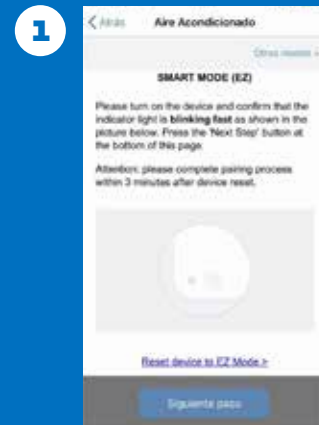 1
Atrás Aire Acondicionado
Otros modos
SMART MODE (EZ)
Please turn on the device and confirm that the
indicator light is blinking fast as shown in the
picture below. Press the 'Next Step' button at
the bottom of this page.
Attention: please complete pairing process
within 3 minutes after device reset.
Reset device to EZ Mode >
Siguiente paso